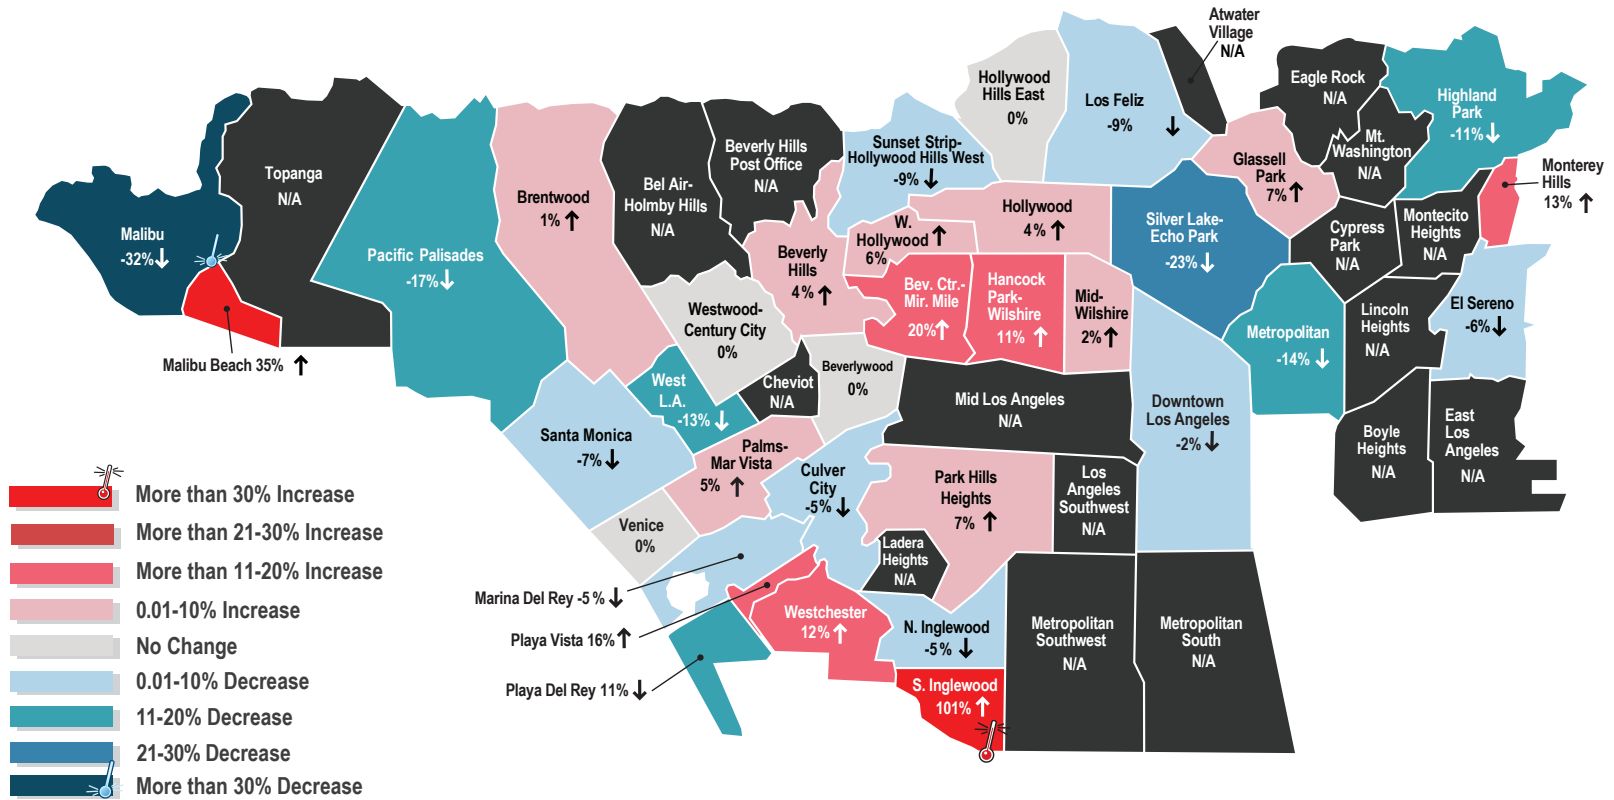 Atwater
Village
N/A
Hollywood
Hills East
0%
Los Feliz
-9%
Eagle Rock
N/A
Highland
Park
-11%
Mt.
Washington
N/A
Glassell
Park
7%
Monterey
Hills
13%
Topanga
N/A
Beverly Hills
Post Office
N/A
Sunset Strip-
Hollywood Hills West
-9%
Brentwood
1%
Bel Air-
Holmby Hills
N/A
Malibu
-32%
Pacific Palisades
-17%
Beverly
Hills
4%
W.
Hollywood
6%
Hollywood
4%
Silver Lake-
Echo Park
-23%
Cypress
Park
N/A
Montecito
Heights
N/A
Westwood-
Century City
0%
Bev. Ctr.-
Mir. Mile
20%
Hancock
Park-
Wilshire
11%
Mid-
Wilshire
2%
Metropolitan
-14%
Lincoln
Heights
N/A
El Sereno
-6%
Malibu Beach 35%
West
L.A.
-13%
Cheviot
N/A
Beverlywood
0%
Mid Los Angeles
N/A
Downtown
Los Angeles
-2%
Boyle
Heights
N/A
East
Los
Angeles
N/A
Santa Monica
-7%
Palms-
Mar Vista
5%
Culver
City
-5%
Park Hills
Heights
7%
Los
Angeles
Southwest
N/A
Venice
0%
Ladera
Heights
N/A
Marina Del Rey -5%
Playa Vista 16%
Playa Del Rey 11%
Westchester
12%
N. Inglewood
-5%
S. Inglewood
101%
Metropolitan
Southwest
N/A
Metropolitan
South
N/A
More than 30% Increase
More than 21-30% Increase
More than 11-20% Increase
0.01-10% Increase
No Change
0.01-10% Decrease
11-20% Decrease
21-30% Decrease
More than 30% Decrease